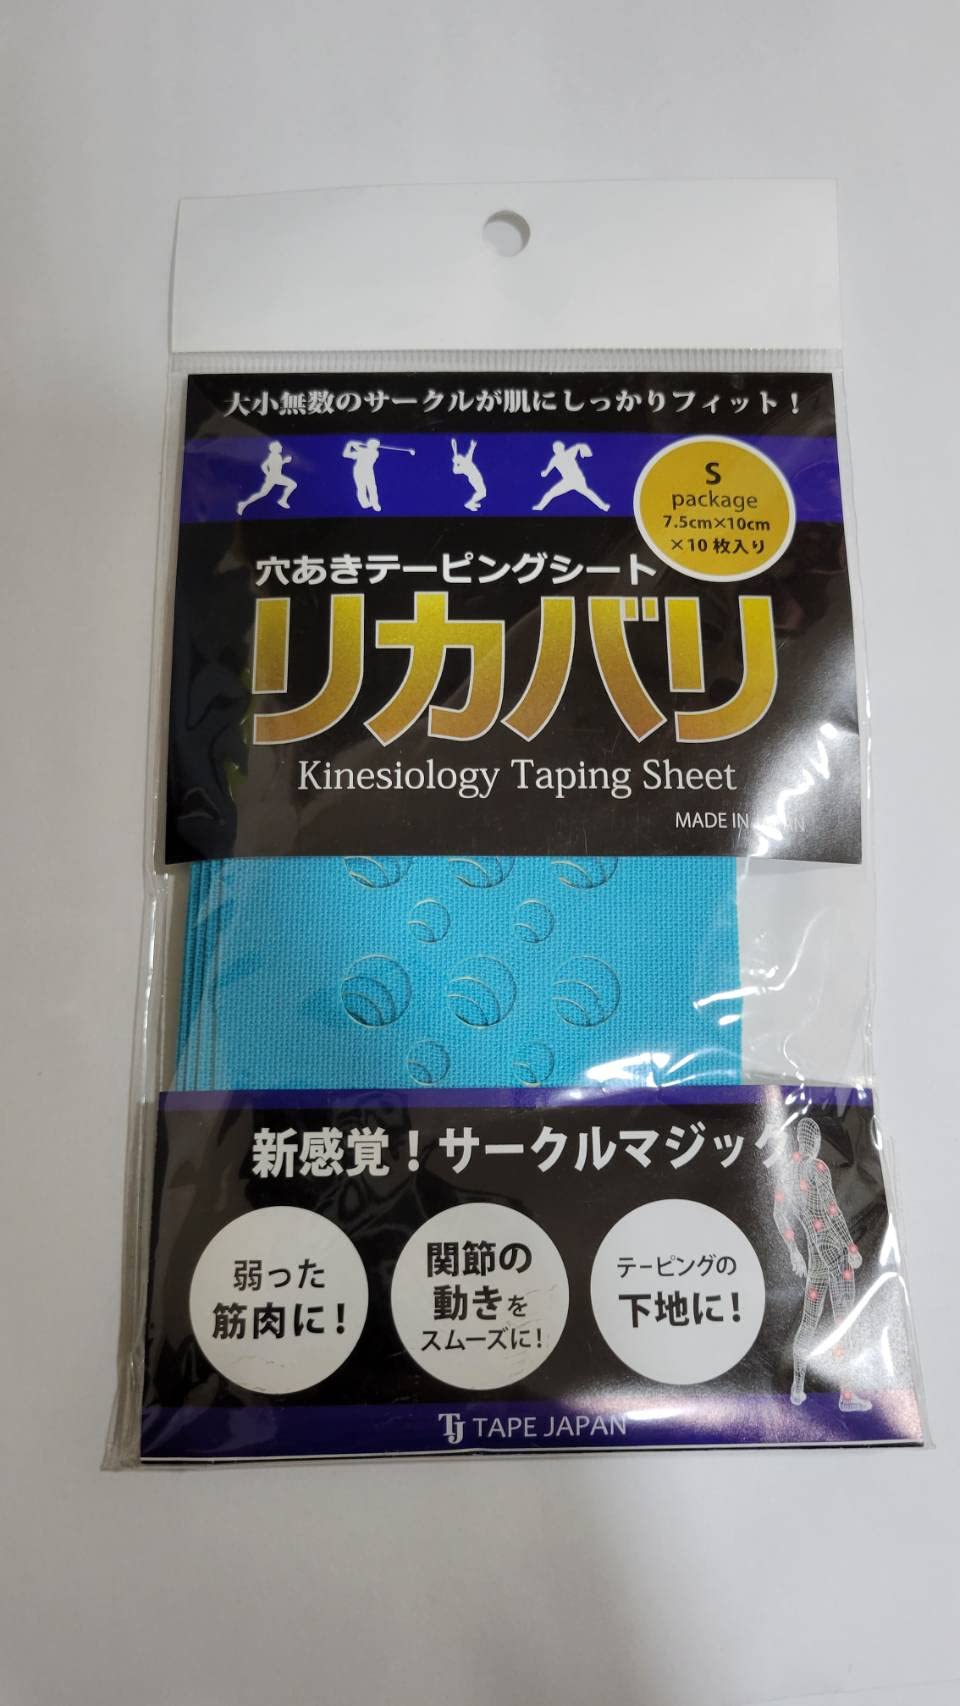 大小無数のサークルが肌にしっかりフィット！
S
package
7.5cm×10cm
×10枚入り
穴あきテーピングシート
リカバリ
Kinesiology Taping Sheet
MADE IN JAPAN
新感覚！サークルマジック
弱った
筋肉に！
関節の
動きを
スムーズに！
テーピングの
下地に！
TJ TAPE JAPAN